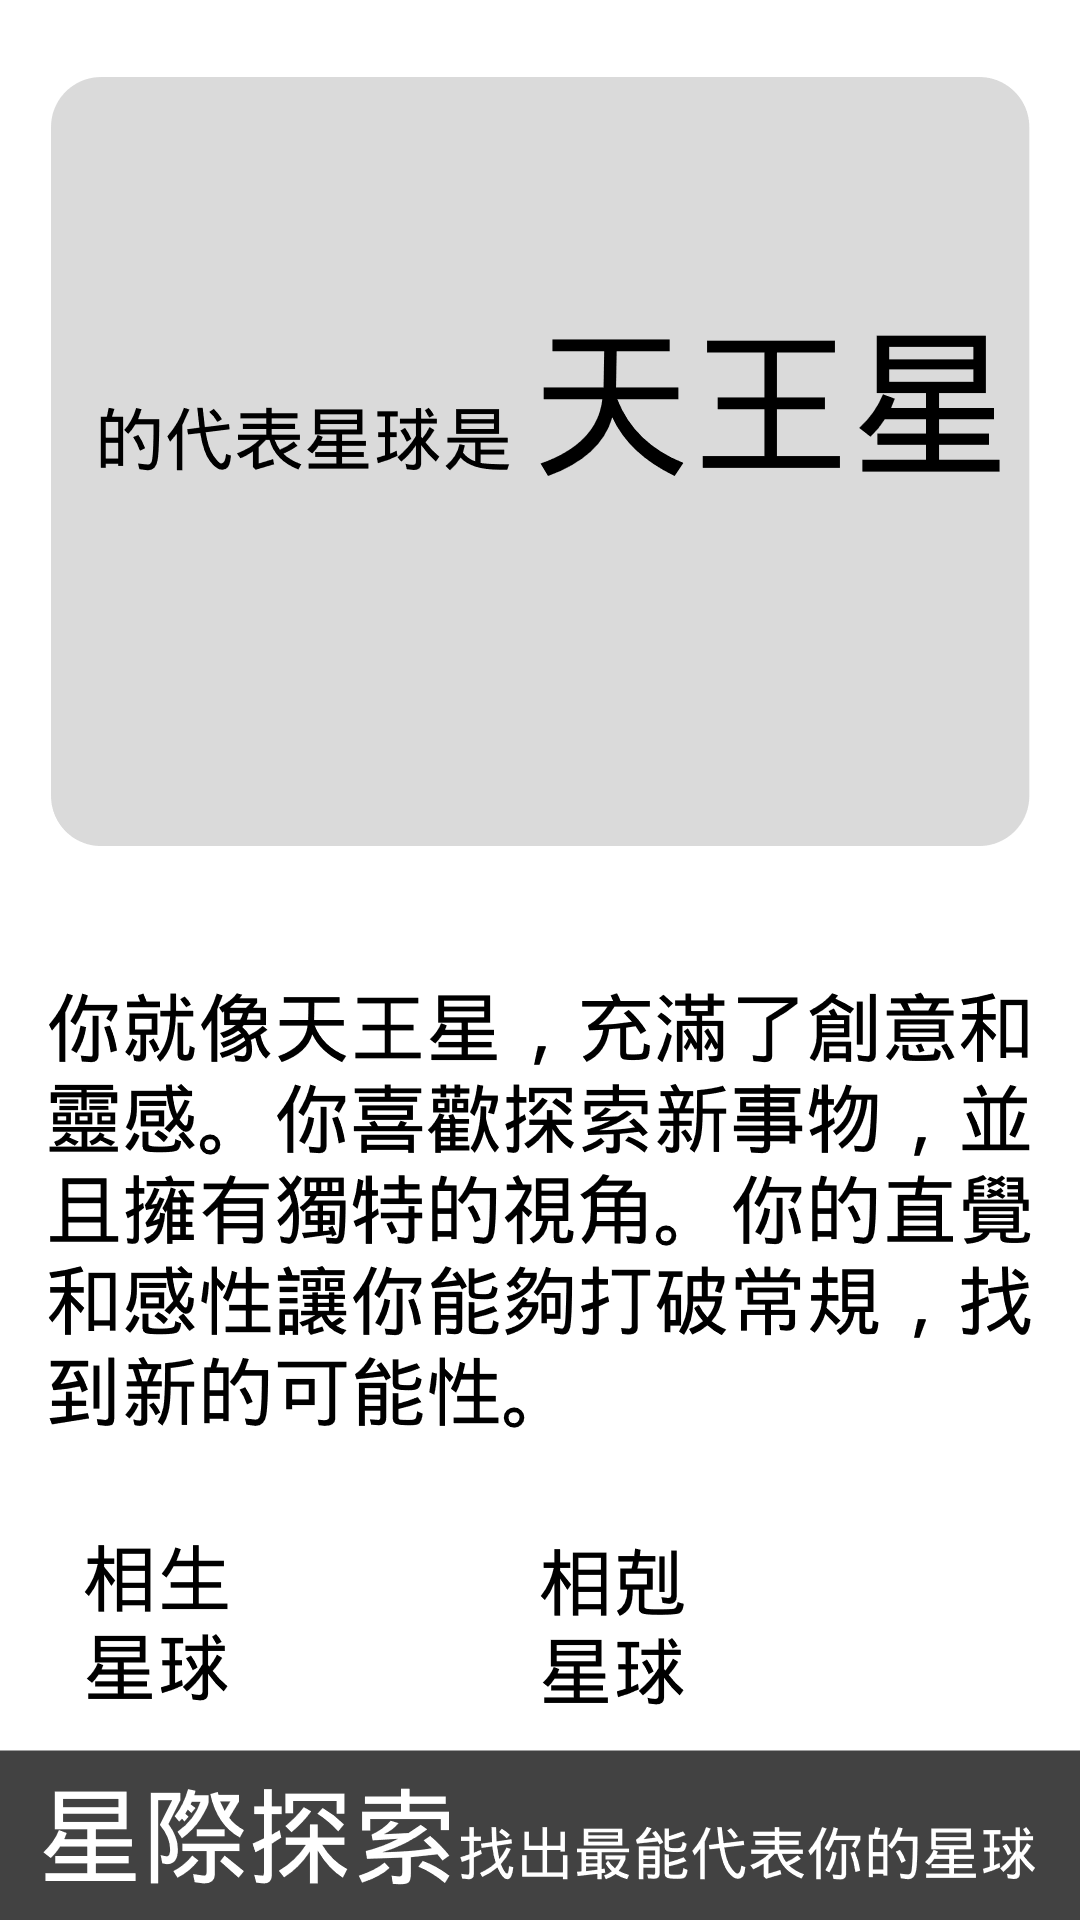 的代表星球是 天王星
你就像天王星，充滿了創意和
靈感。你喜歡探索新事物，並
且擁有獨特的視角。你的直覺
和感性讓你能夠打破常規，找
到新的可能性。
相生
星球
相剋
星球
星際探索找出最能代表你的星球